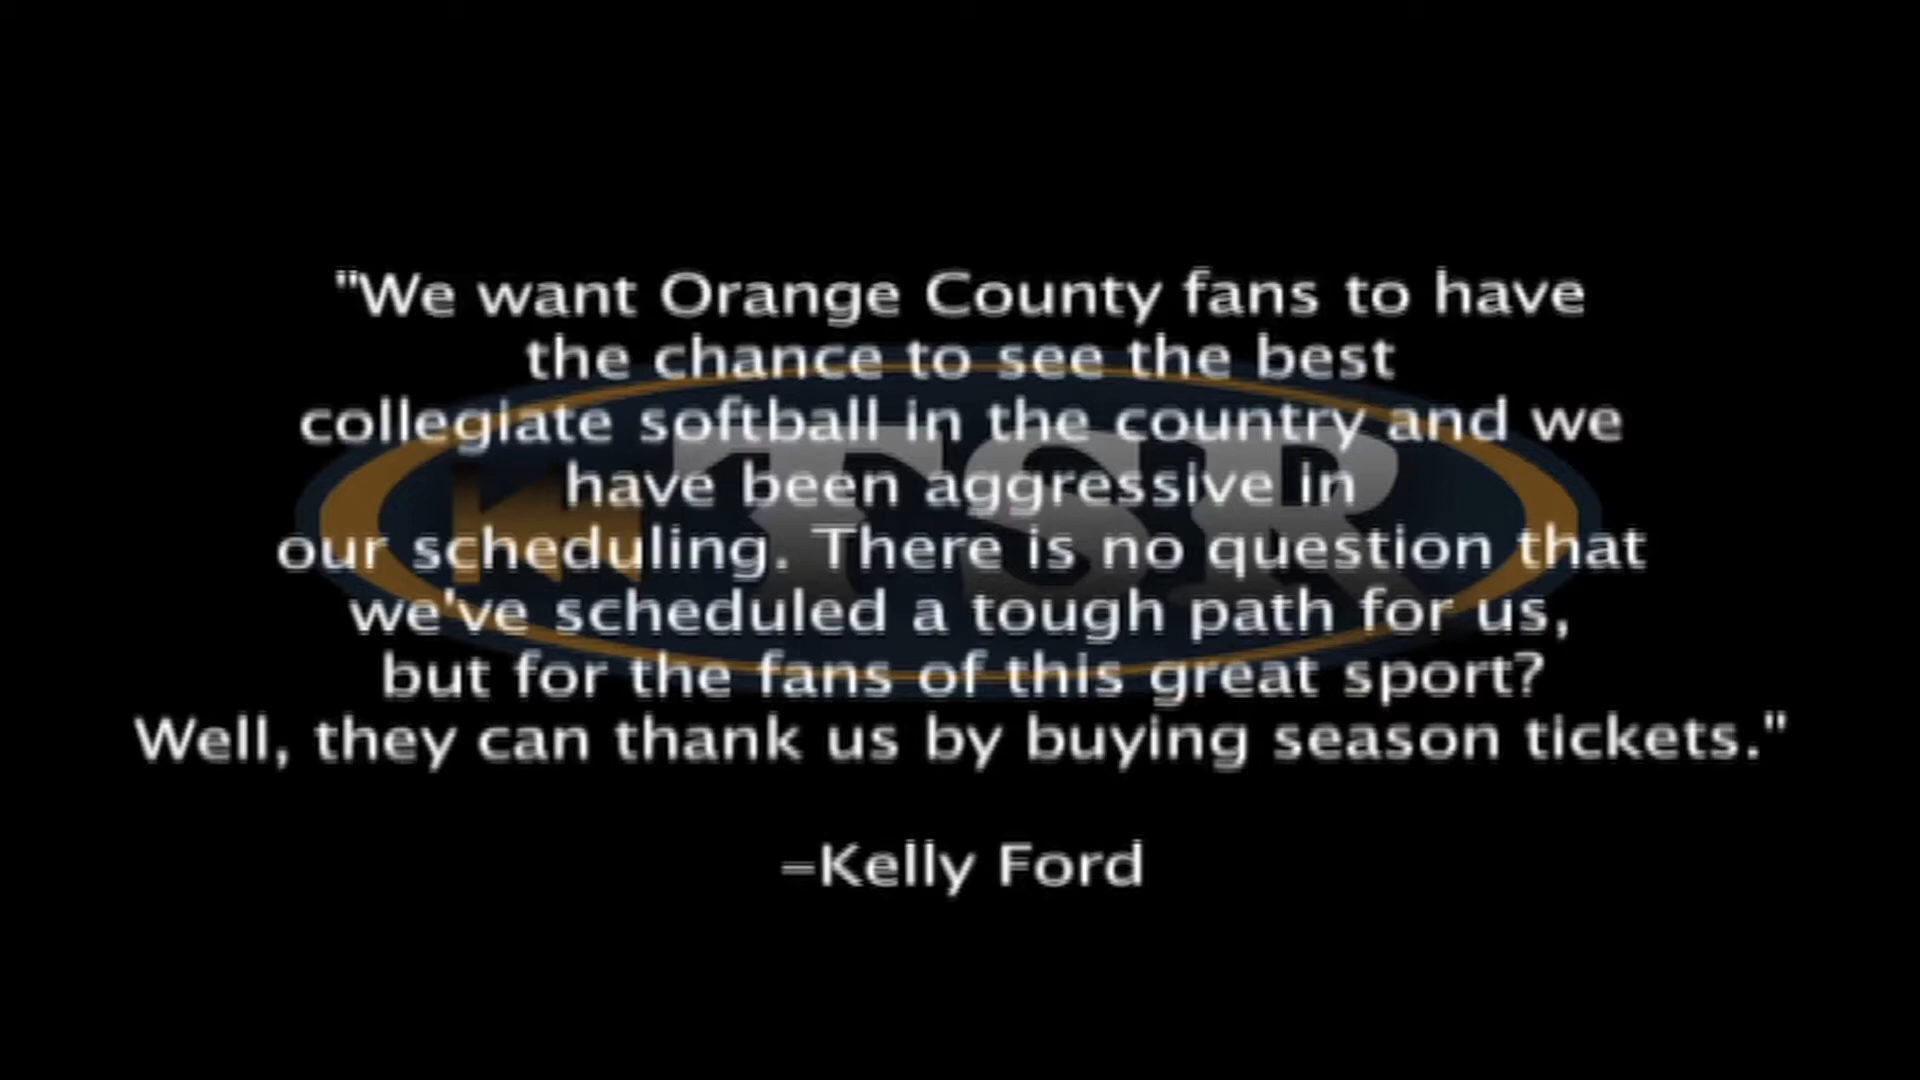 "We want Orange County fans to have
the chance to see the best
collegiate softball in the country and we
have been aggressive in
our scheduling. There is no question that
we've scheduled a tough path for us,
but for the fans of this great sport?
Well, they can thank us by buying season tickets."
–Kelly Ford
TSR